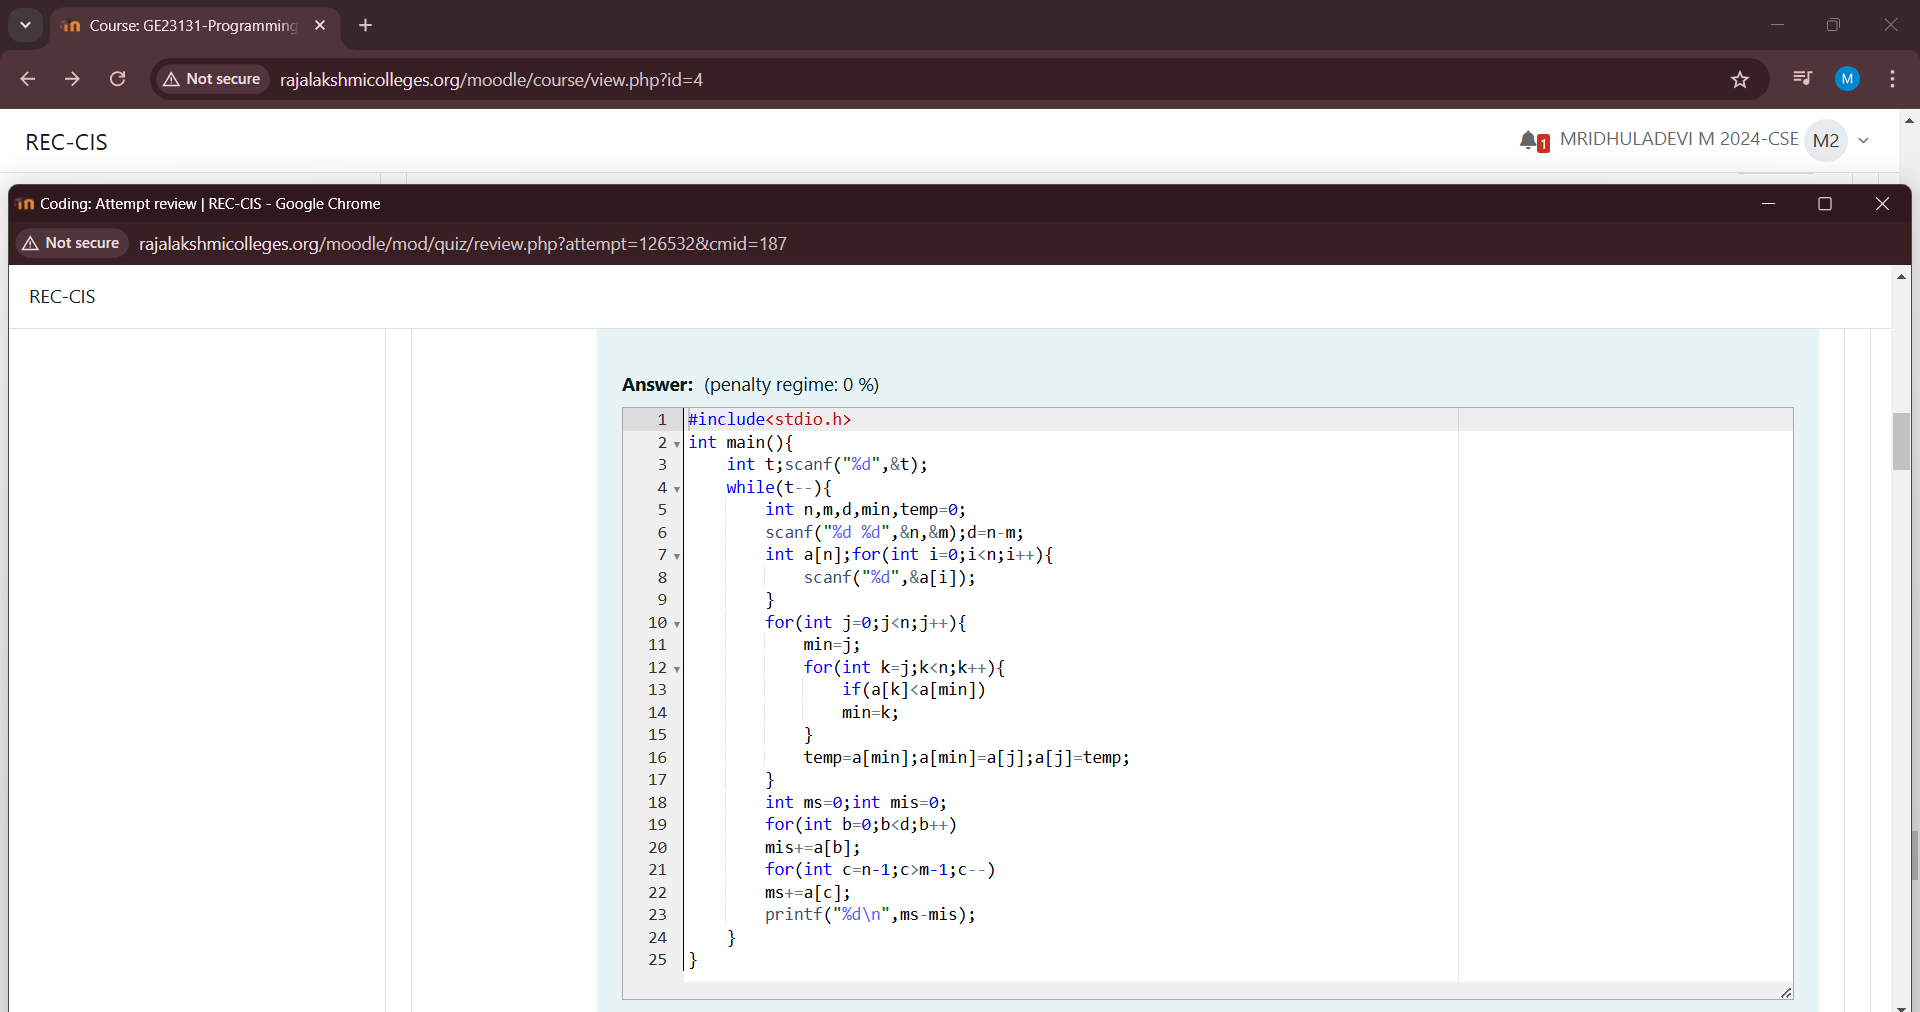 Course: GE23131-Programming
Not secure rajalakshmicolleges.org/moodle/course/view.php?id=4
M
REC-CIS
1 MRIDHULADEVI M 2024-CSE M2
Coding: Attempt review | REC-CIS - Google Chrome
Not secure rajalakshmicolleges.org/moodle/mod/quiz/review.php?attempt=126532&cmid=187
REC-CIS
Answer: (penalty regime: 0 %)
1 #include<stdio.h>
2 int main(){
3 int t;scanf("%d",&t);
4 while(t--){
5 int n,m,d,min,temp=0;
6 scanf("%d %d",&n,&m);d=n-m;
7 int a[n];for(int i=0;i<n;i++){
8 scanf("%d",&a[i]);
9 }
10 for(int j=0;j<n;j++){
11 min=j;
12 for(int k=j;k<n;k++){
13 if(a[k]<a[min])
14 min=k;
15 }
16 temp=a[min];a[min]=a[j];a[j]=temp;
17 }
18 int ms=0;int mis=0;
19 for(int b=0;b<d;b++)
20 mis+=a[b];
21 for(int c=n-1;c>m-1;c--)
22 ms+=a[c];
23 printf("%d\n",ms-mis);
24 }
25 }